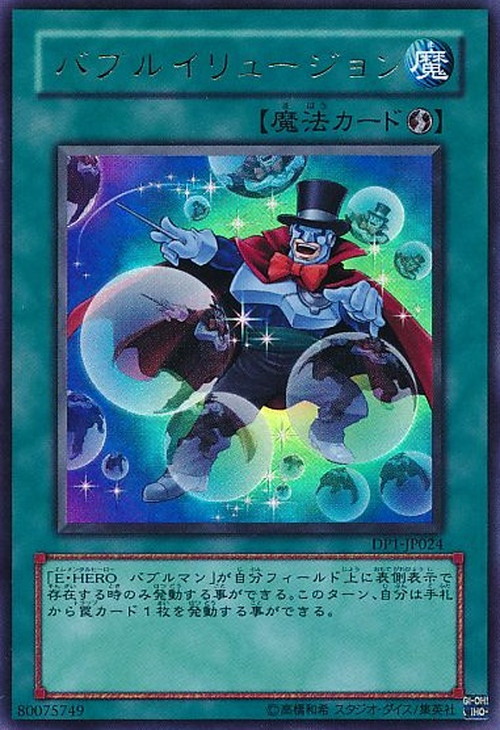 バブルイリュージョン 魔
【魔法カード】
DP1-JP024
「E・HERO バブルマン」が自分フィールド上に表側表示で
存在する時のみ発動する事ができる。このターン、自分は手札
から罠カード１枚を発動する事ができる。
80075749 ©高橋和希 スタジオ・ダイス/集英社